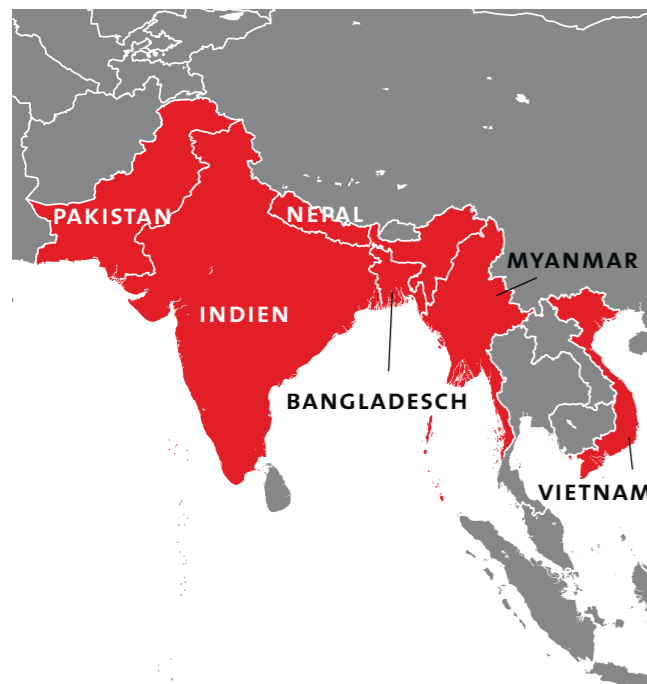 PAKISTAN
NEPAL
MYANMAR
INDIEN
BANGLADESCH
VIETNAM